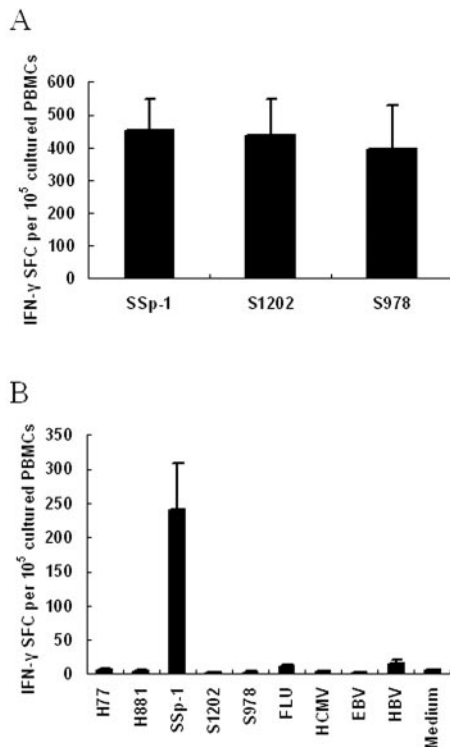 A
IFN-γ SFC per 10⁵ cultured PBMCs
600
500
400
300
200
100
0
SSp-1 S1202 S978
B
IFN-γ SFC per 10⁵ cultured PBMCs
350
300
250
200
150
100
50
0
H77 H881 SSp-1 S1202 S978 FLU HCMV EBV HBV Medium